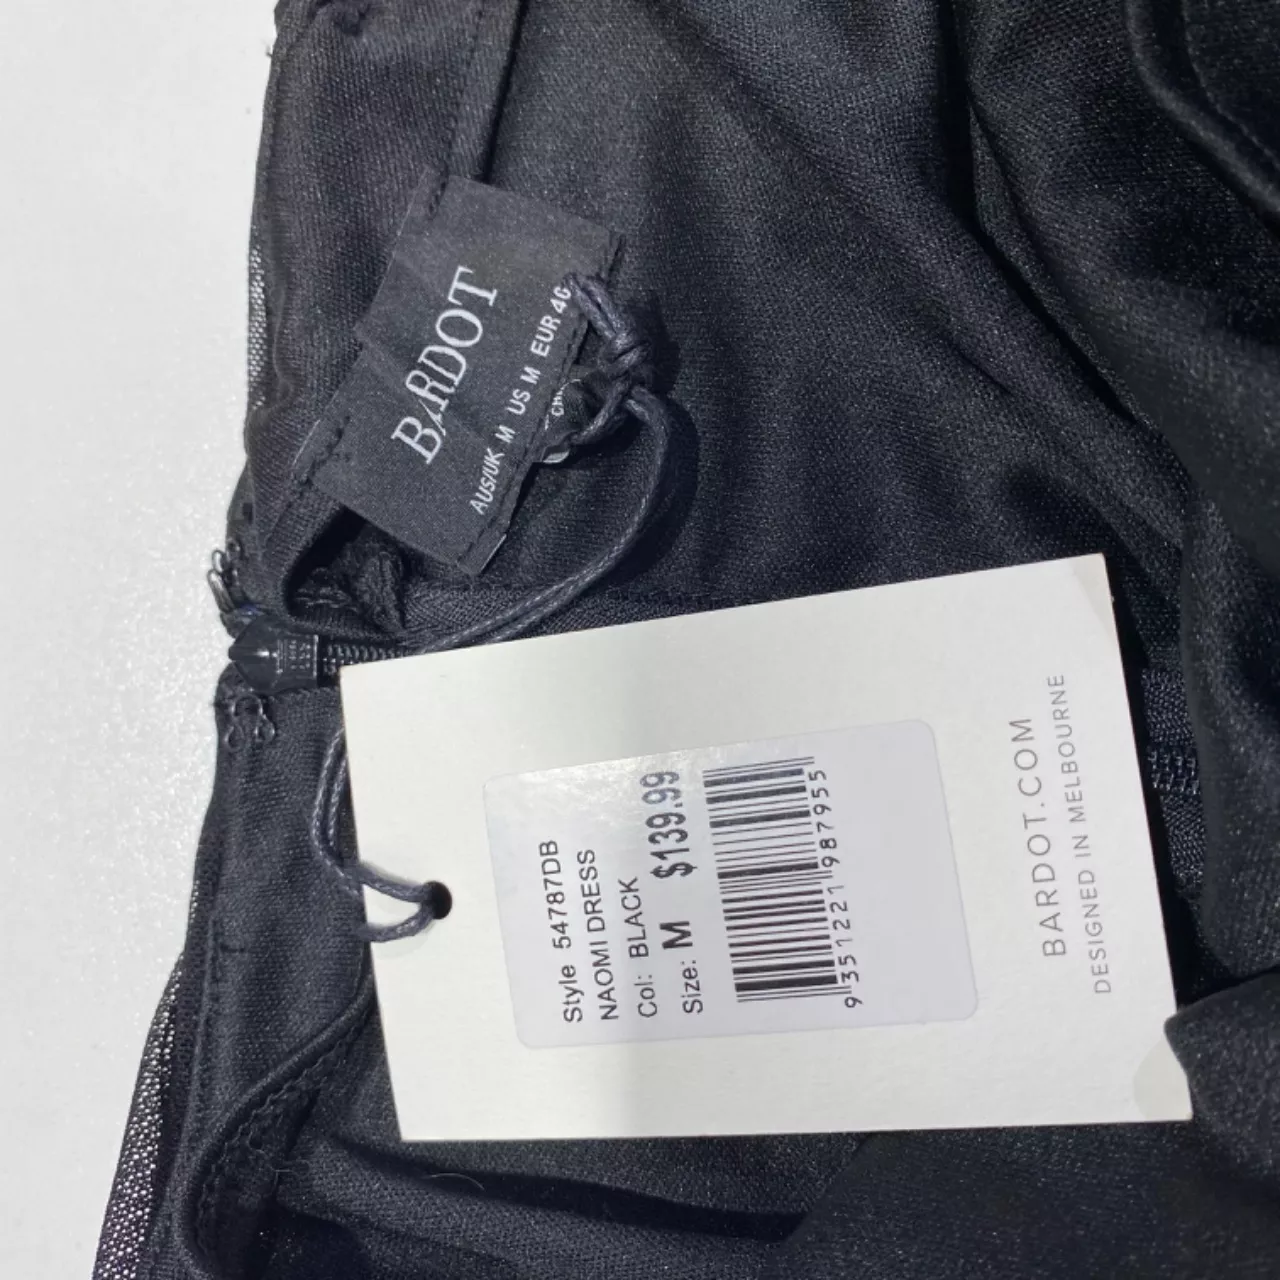 BARDOT
AUS/UK M US M EUR 40
Style 54787DB
NAOMI DRESS
Col: BLACK
Size: M $139.99
9 351221 987955
BARDOT.COM
DESIGNED IN MELBOURNE